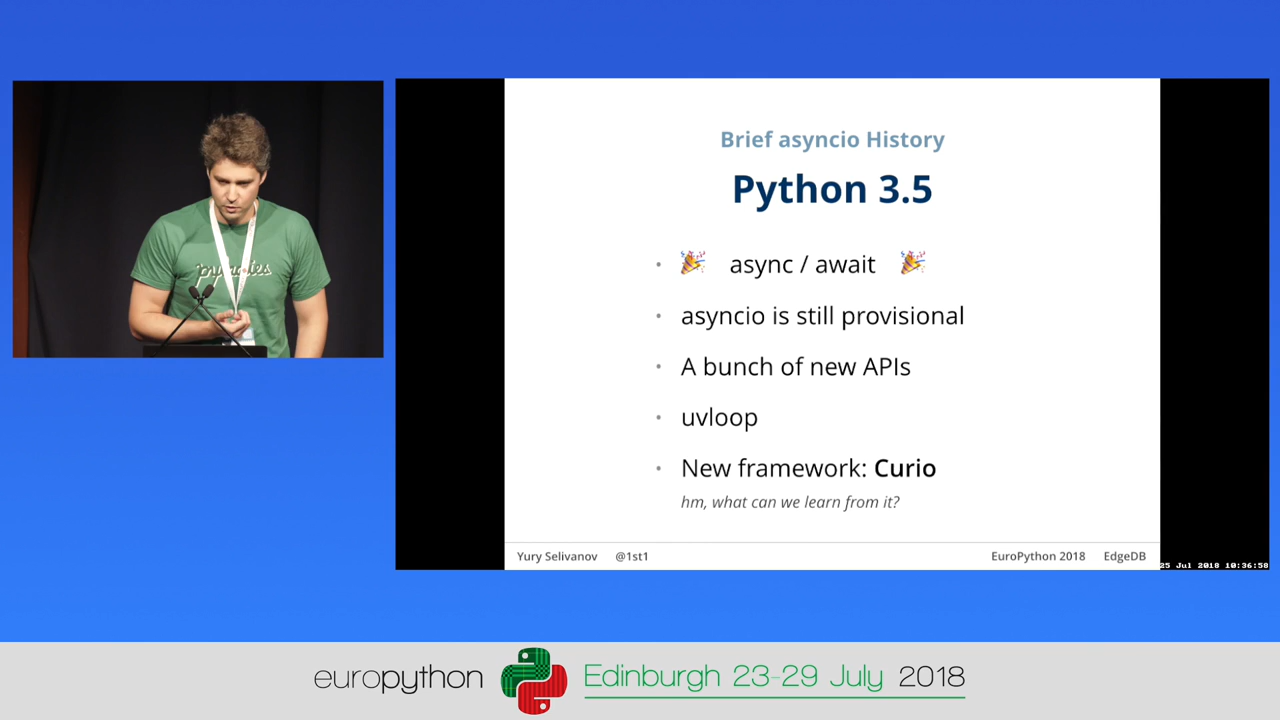 Brief asyncio History
Python 3.5
• 🎉 async / await 🎉
• asyncio is still provisional
• A bunch of new APIs
• uvloop
• New framework: Curio
hm, what can we learn from it?
Yury Selivanov @1st1 EuroPython 2018 EdgeDB
25 Jul 2018 10:36:58
europython Edinburgh 23-29 July 2018